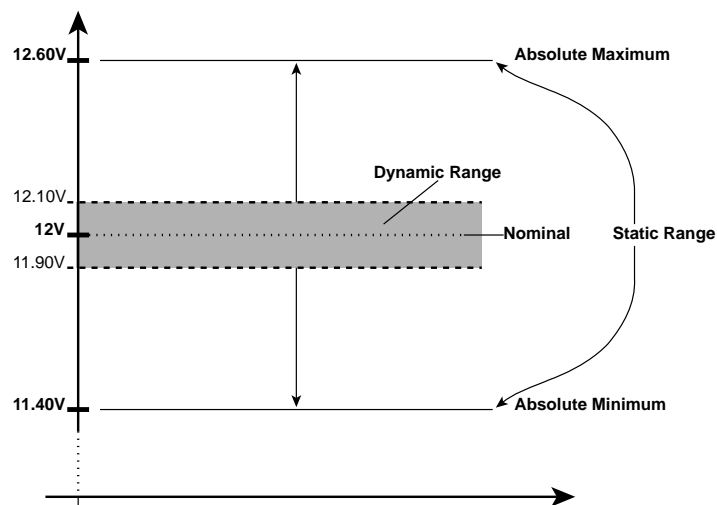 12.60V
Absolute Maximum
Dynamic Range
12.10V
12V
Nominal
Static Range
11.90V
11.40V
Absolute Minimum